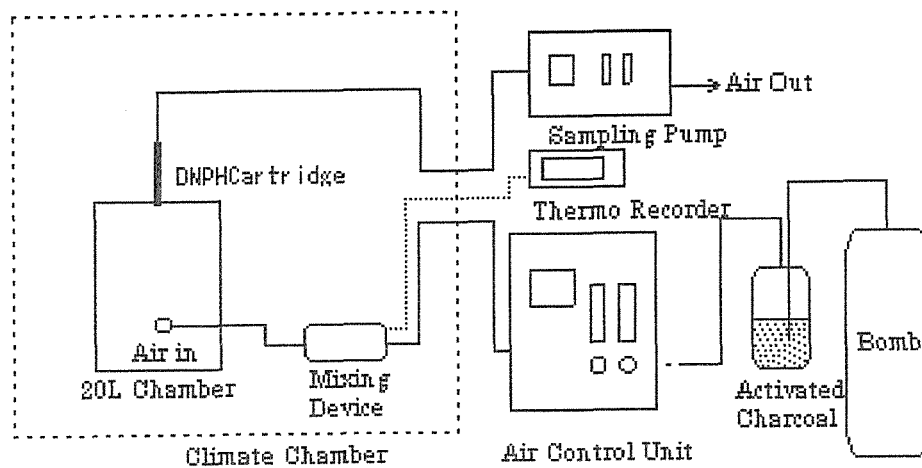 Air Out
Sampling Pump
DNPHCartridge
Thermo Recorder
Air in
20L Chamber
Mixing
Device
Bomb
Activated
Charcoal
Climate Chamber
Air Control Unit